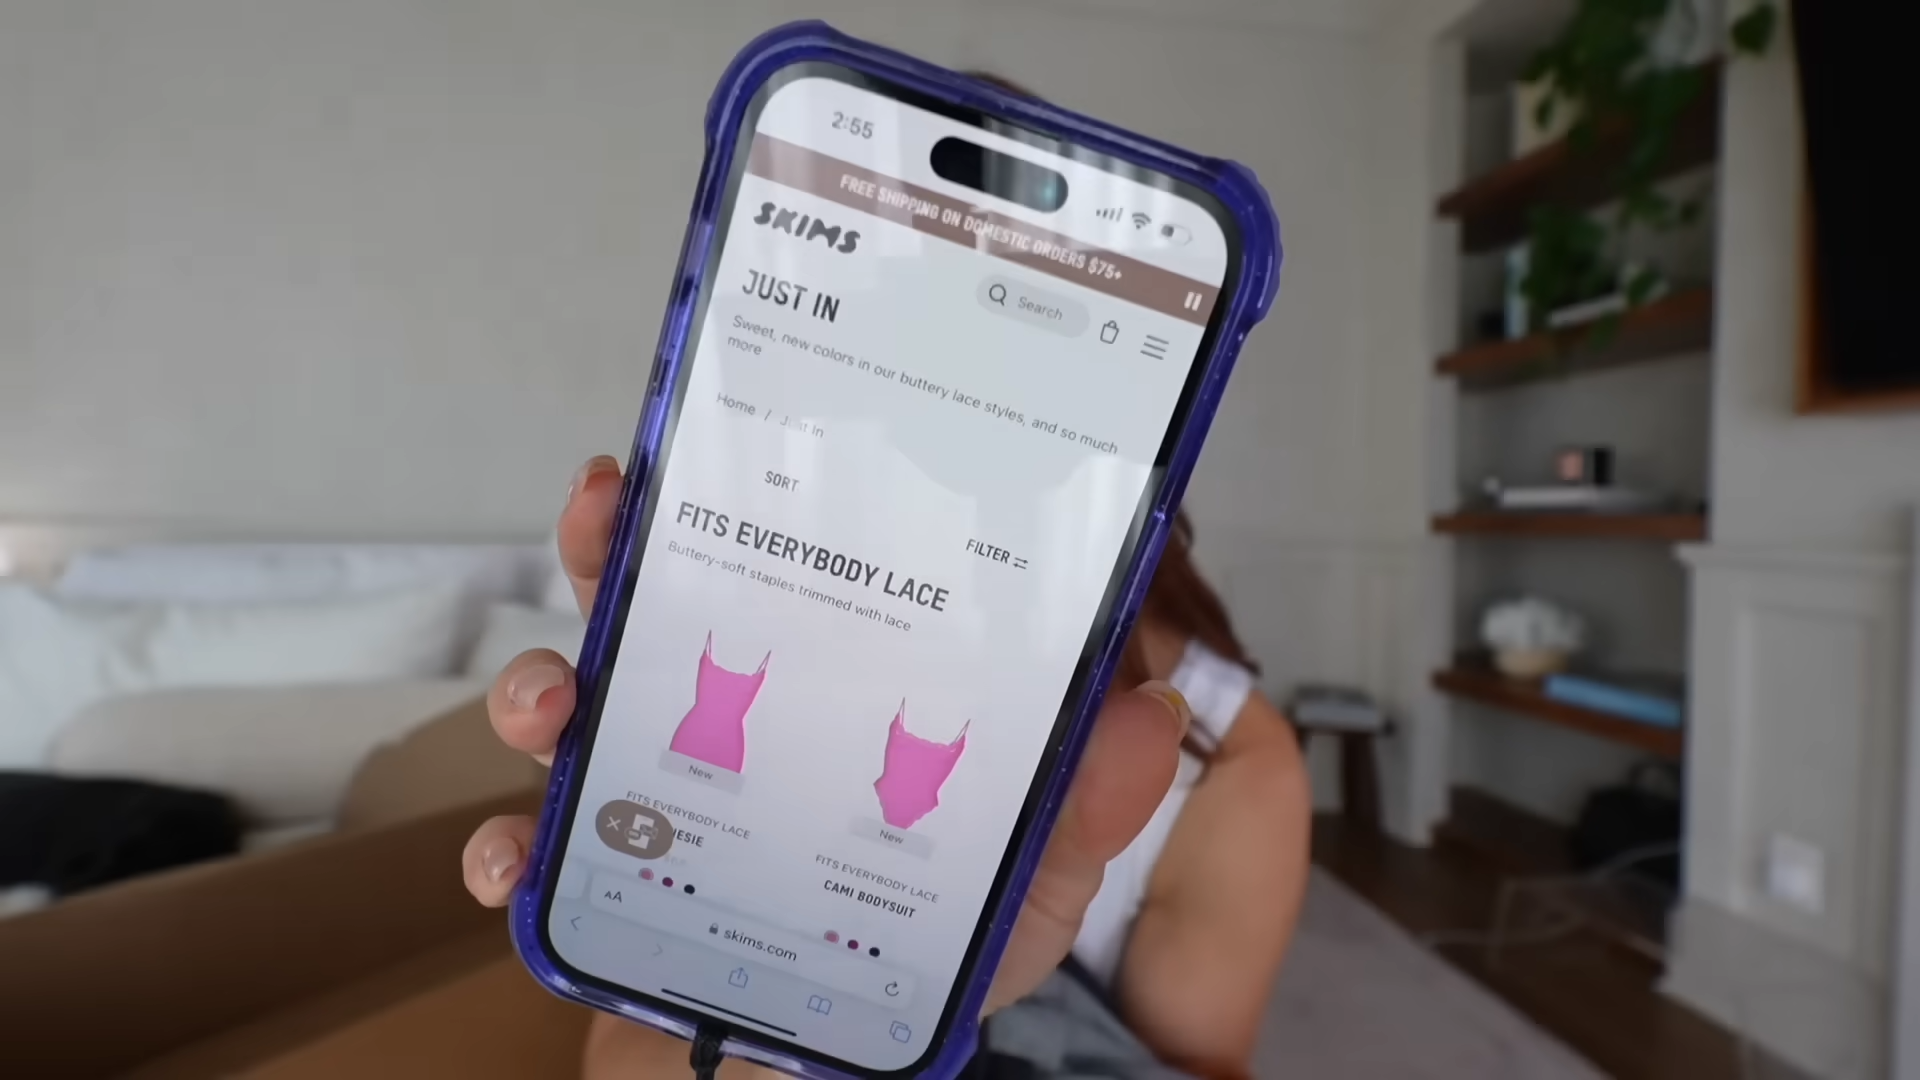 2:55
FREE SHIPPING ON DOMESTIC ORDERS $75+
SKIMS
Search
JUST IN
Sweet, new colors in our buttery lace styles, and so much
more
Home / Just In
SORT
FILTER
FITS EVERYBODY LACE
Buttery-soft staples trimmed with lace
New
New
FITS EVERYBODY LACE
FITS EVERYBODY LACE
CAMI BODYSUIT
AA
skims.com